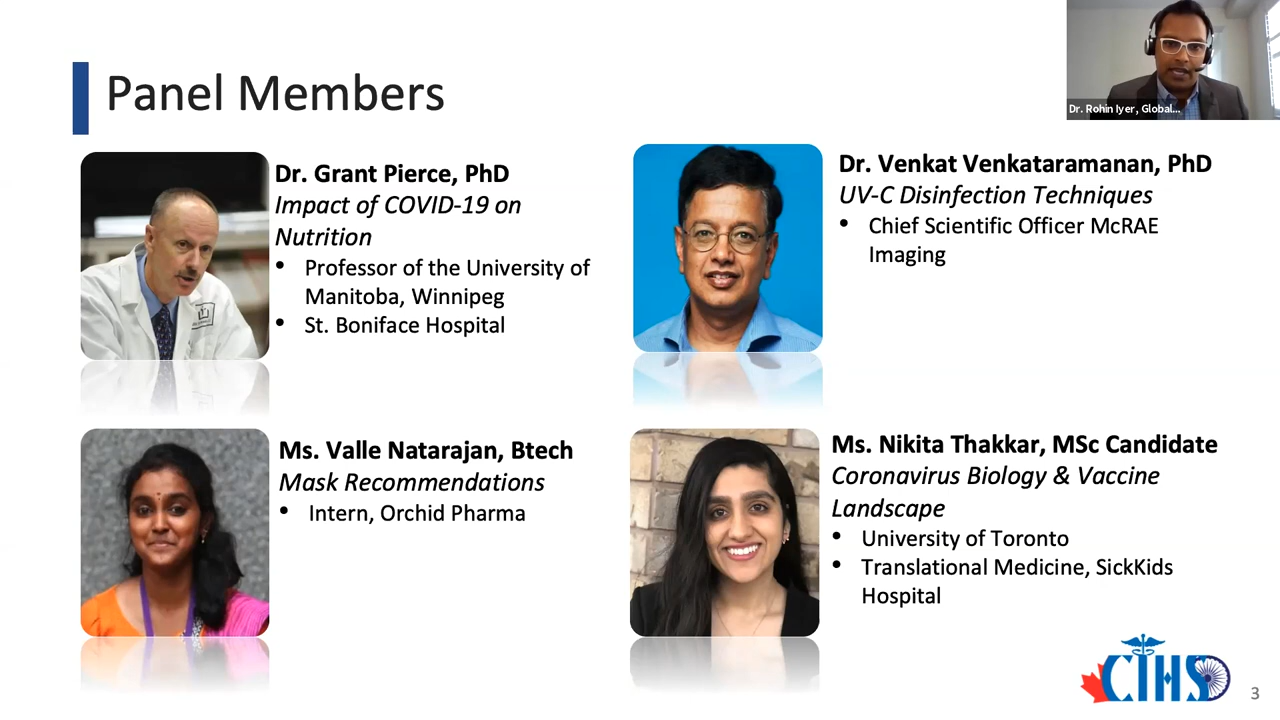 Panel Members
Dr. Rohin Iyer, Global...
Dr. Grant Pierce, PhD
Impact of COVID-19 on
Nutrition
• Professor of the University of
Manitoba, Winnipeg
• St. Boniface Hospital
Dr. Venkat Venkataramanan, PhD
UV-C Disinfection Techniques
• Chief Scientific Officer McRAE
Imaging
Ms. Valle Natarajan, Btech
Mask Recommendations
• Intern, Orchid Pharma
Ms. Nikita Thakkar, MSc Candidate
Coronavirus Biology & Vaccine
Landscape
• University of Toronto
• Translational Medicine, SickKids
Hospital
CIHS
3